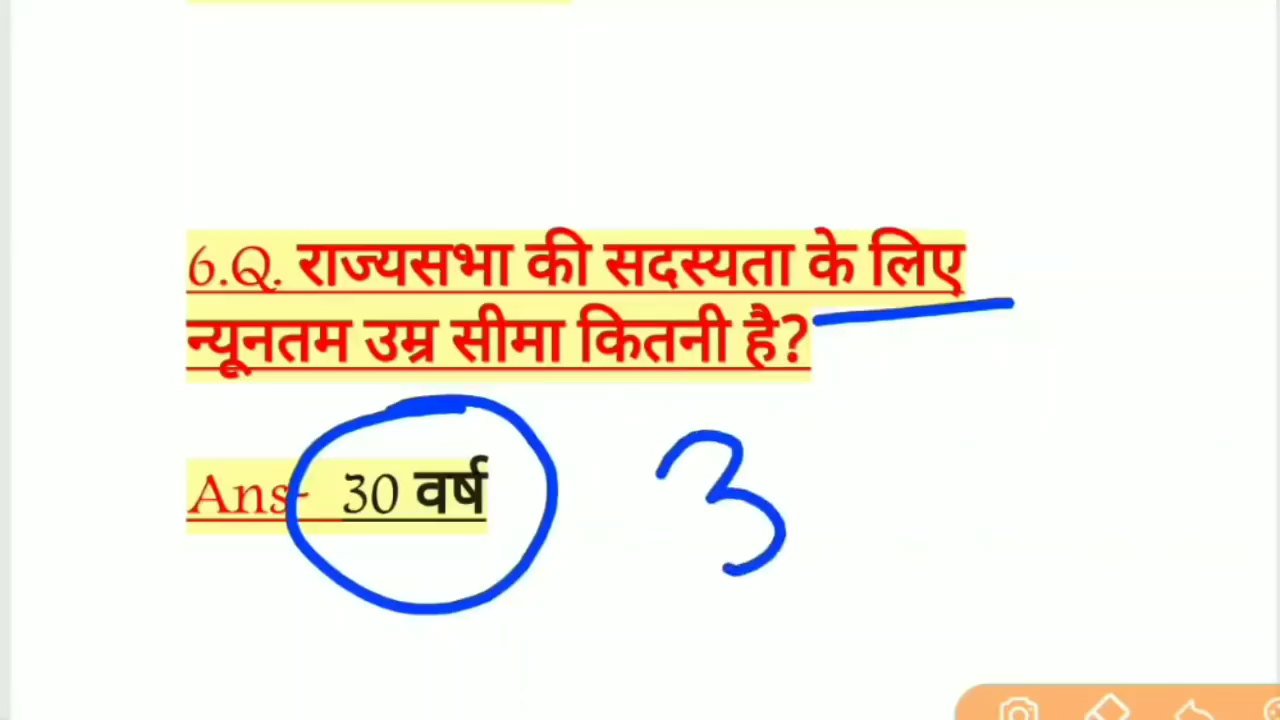 6.Q. राज्यसभा की सदस्यता के लिए
न्यूनतम उम्र सीमा कितनी है?
Ans- 30 वर्ष
3